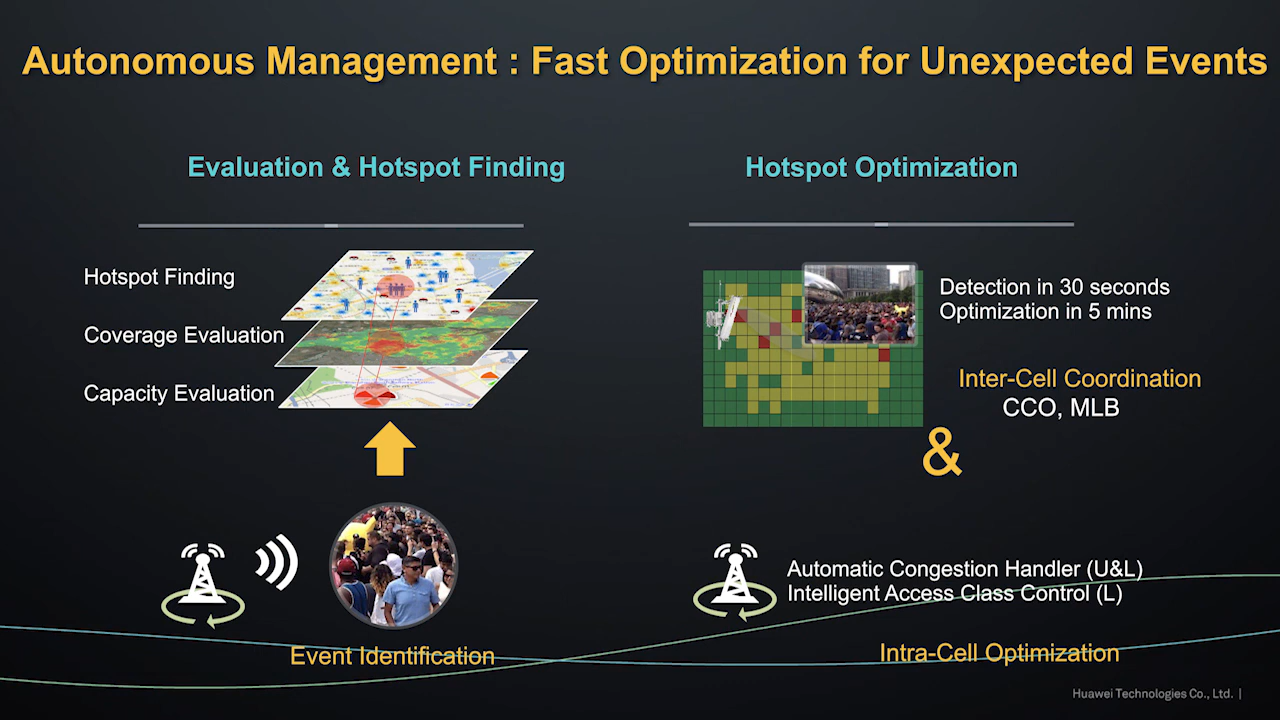 Autonomous Management : Fast Optimization for Unexpected Events
Evaluation & Hotspot Finding
Hotspot Finding
Coverage Evaluation
Capacity Evaluation
Event Identification
Hotspot Optimization
Detection in 30 seconds
Optimization in 5 mins
Inter-Cell Coordination
CCO, MLB
&
Automatic Congestion Handler (U&L)
Intelligent Access Class Control (L)
Intra-Cell Optimization
Huawei Technologies Co., Ltd. |